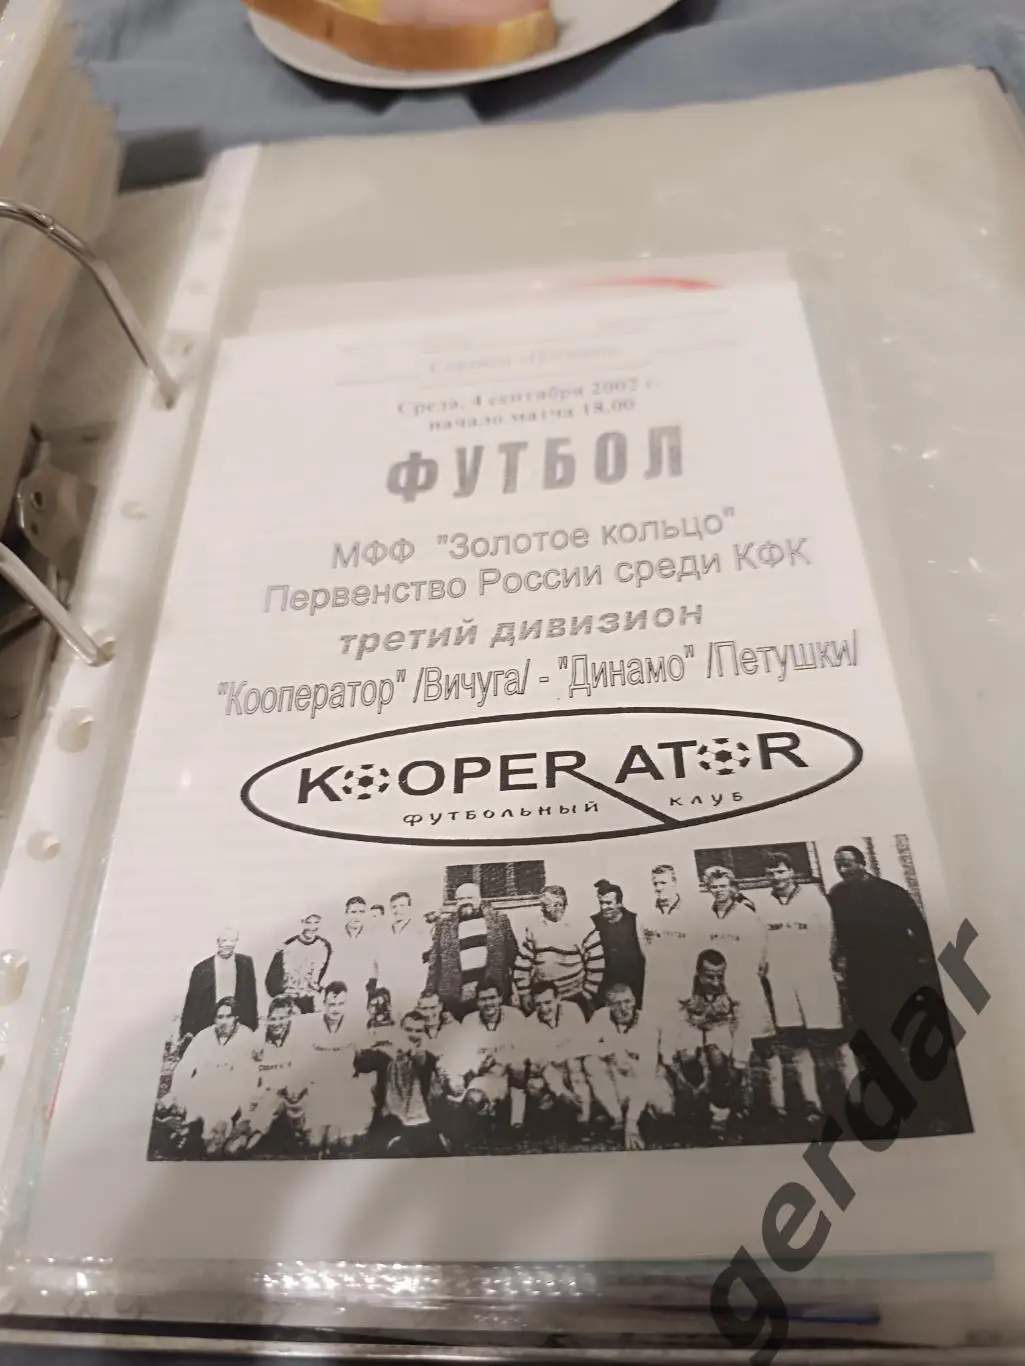 Среда, 4 сентября 2002 г.
начало матча 18.00
ФУТБОЛ
МФФ "Золотое кольцо"
Первенство России среди КФК
третий дивизион
"Кооператор" /Вичуга/ - "Динамо" /Петушки/
KOOPERATOR
футбольный клуб
gerdar